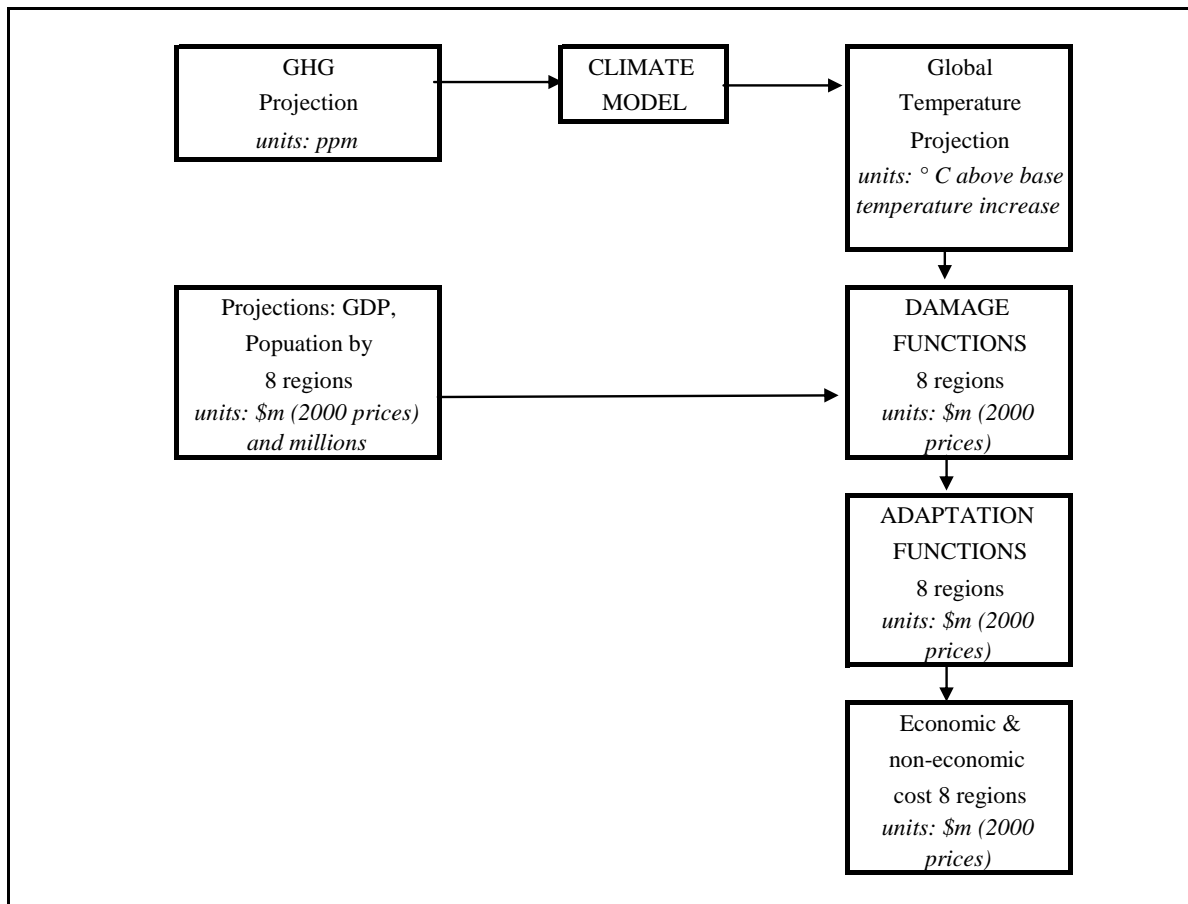 GHG
Projection
units: ppm
CLIMATE
MODEL
Global
Temperature
Projection
units: ° C above base
temperature increase
Projections: GDP,
Popuation by
8 regions
units: $m (2000 prices)
and millions
DAMAGE
FUNCTIONS
8 regions
units: $m (2000
prices)
ADAPTATION
FUNCTIONS
8 regions
units: $m (2000
prices)
Economic &
non-economic
cost 8 regions
units: $m (2000
prices)